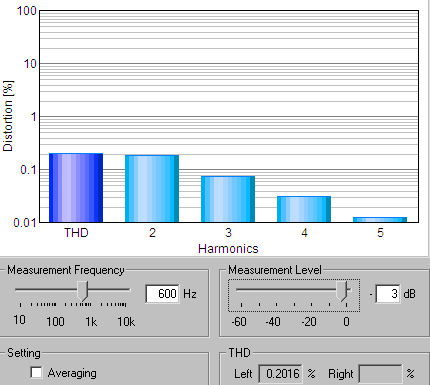 100
10
1
0.1
0.01
Distortion [%]
THD 2 3 4 5
Harmonics
Measurement Frequency
600 Hz
10 100 1k 10k
Measurement Level
- 3 dB
-60 -40 -20 0
Setting
Averaging
THD
Left 0.2016 % Right %